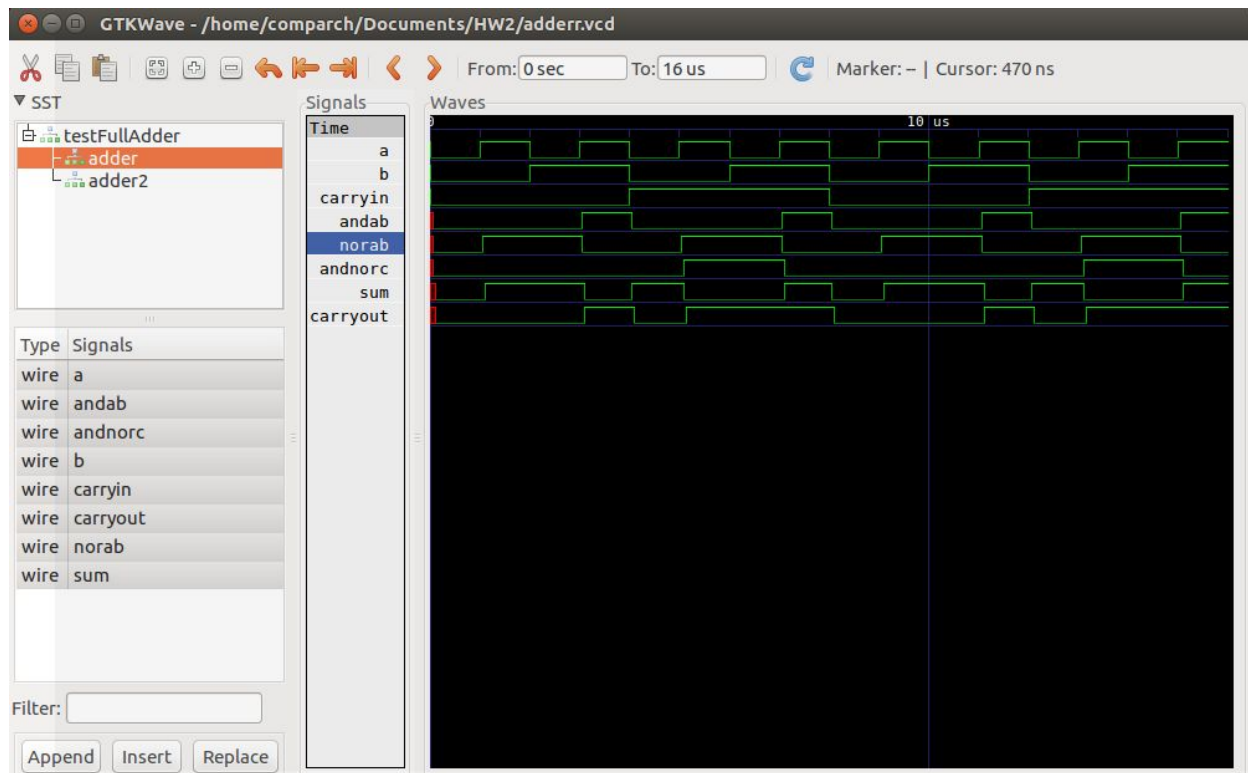 GTKWave - /home/comparch/Documents/HW2/adderr.vcd
From: 0 sec To: 16 us Marker: -- | Cursor: 470 ns
SST
testFullAdder
adder
adder2
Signals
Time
a
b
carryin
andab
norab
andnorc
sum
carryout
Waves
0 10 us
Type Signals
wire a
wire andab
wire andnorc
wire b
wire carryin
wire carryout
wire norab
wire sum
Filter:
Append Insert Replace